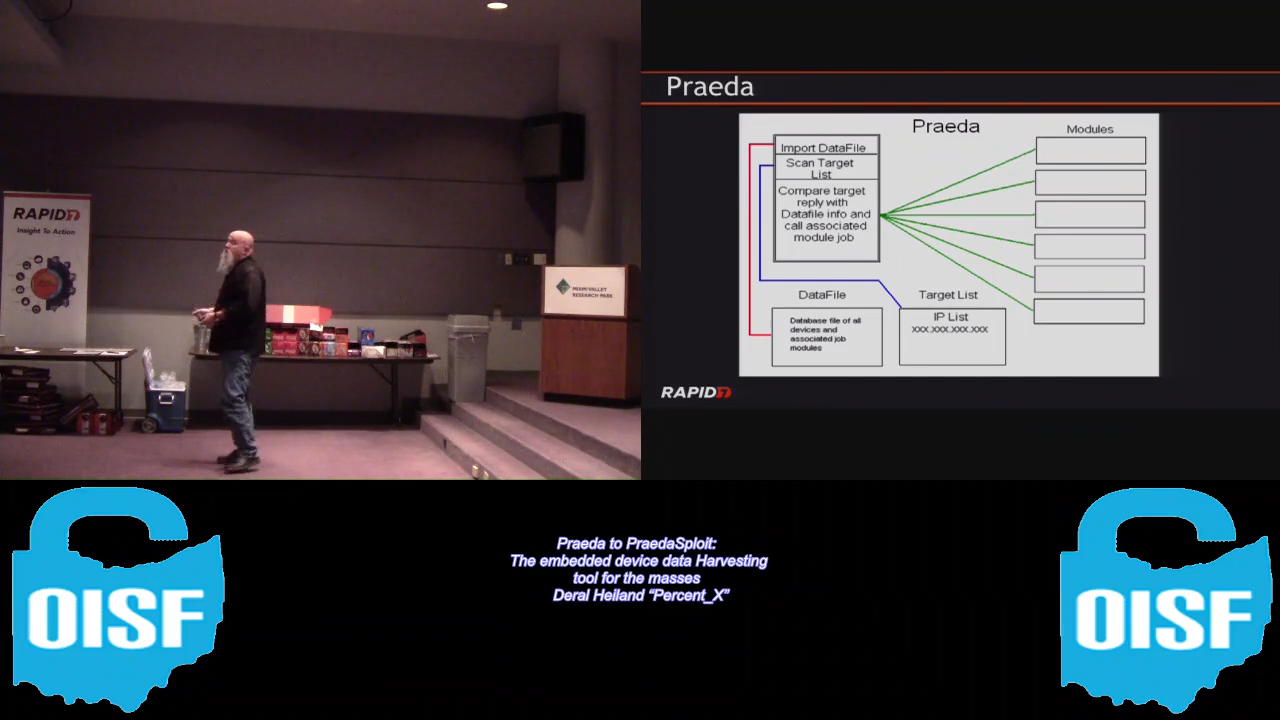 RAPID7
Insight To Action
MIAMI VALLEY
RESEARCH PARK
Praeda
Praeda
Modules
Import DataFile
Scan Target
List
Compare target
reply with
Datafile info and
call associated
module job
DataFile
Database file of all
devices and
associated job
modules
Target List
IP List
xxx.xxx.xxx.xxx
RAPID7
OISF
Praeda to PraedaSploit:
The embedded device data Harvesting
tool for the masses
Deral Heiland “Percent_X”
OISF